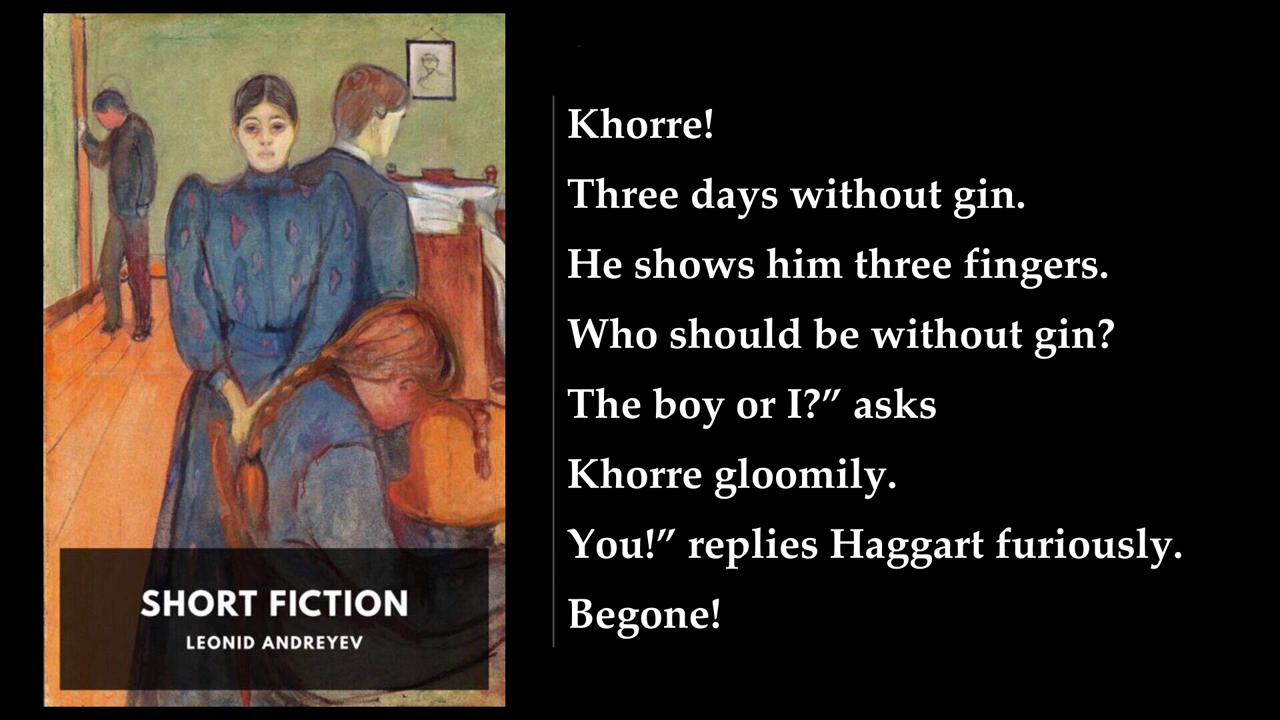 SHORT FICTION
LEONID ANDREYEV
Khorre!
Three days without gin.
He shows him three fingers.
Who should be without gin?
The boy or I?” asks
Khorre gloomily.
You!” replies Haggart furiously.
Begone!